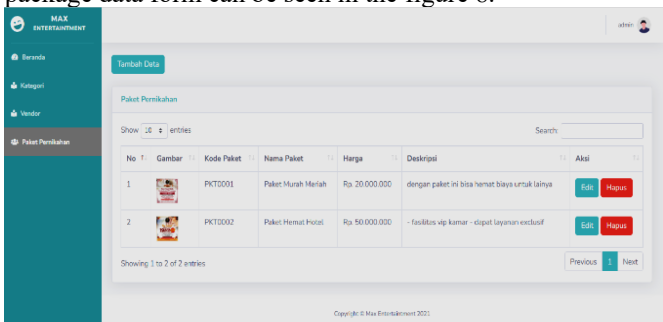 package data form can be seen in the figure 8.
MAX
ENTERTAINTMENT
admin
Beranda
Kategori
Vendor
Paket Pernikahan
Tambah Data
Paket Pernikahan
Show 10 entries
Search:
No Gambar Kode Paket Nama Paket Harga Deskripsi Aksi
1 PKT0001 Paket Murah Meriah Rp. 20.000.000 dengan paket ini bisa hemat biaya untuk lainya Edit Hapus
2 PKT0002 Paket Hemat Hotel Rp. 50.000.000 - fasilitas vip kamar - dapat layanan exclusif Edit Hapus
Showing 1 to 2 of 2 entries
Previous 1 Next
Copyright © Max Entertaintment 2021